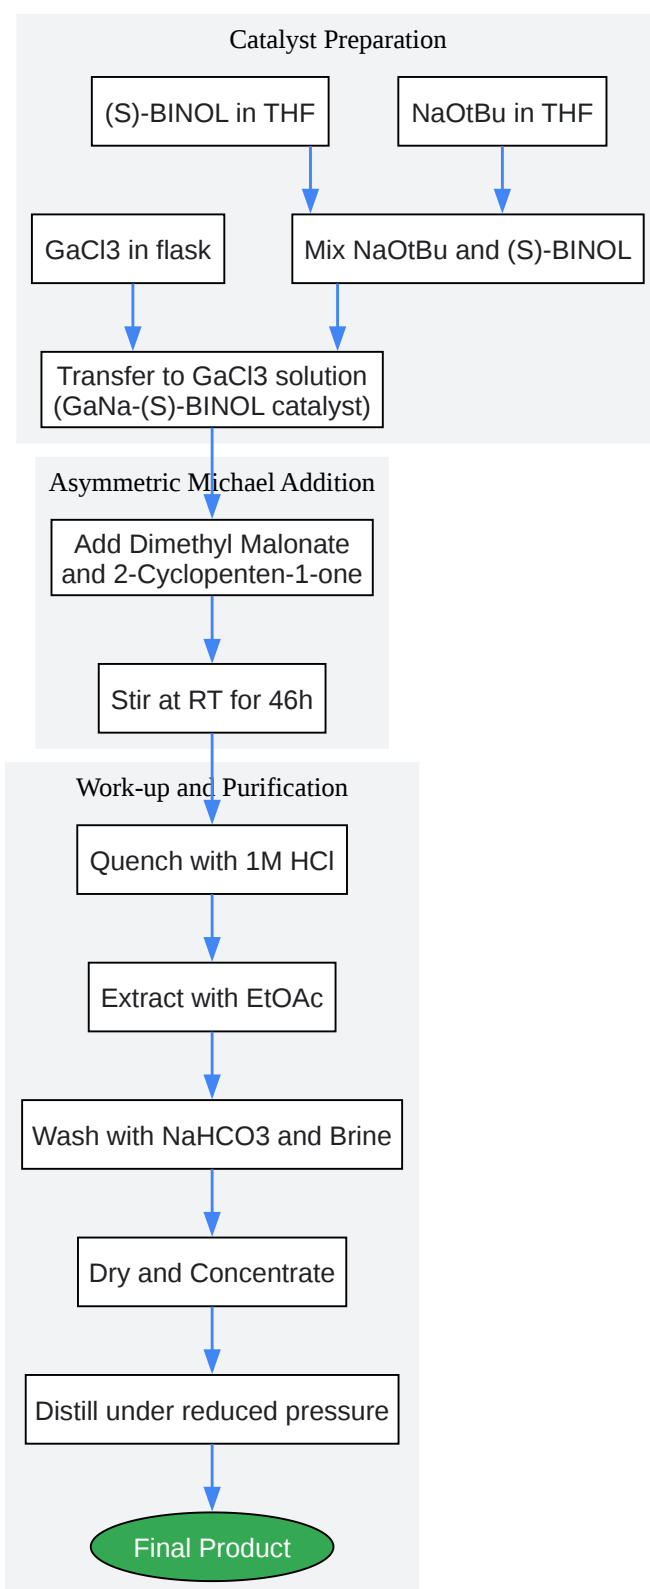 Catalyst Preparation
(S)-BINOL in THF
NaOtBu in THF
GaCl3 in flask
Mix NaOtBu and (S)-BINOL
Transfer to GaCl3 solution
(GaNa-(S)-BINOL catalyst)
Asymmetric Michael Addition
Add Dimethyl Malonate
and 2-Cyclopenten-1-one
Stir at RT for 46h
Work-up and Purification
Quench with 1M HCl
Extract with EtOAc
Wash with NaHCO3 and Brine
Dry and Concentrate
Distill under reduced pressure
Final Product